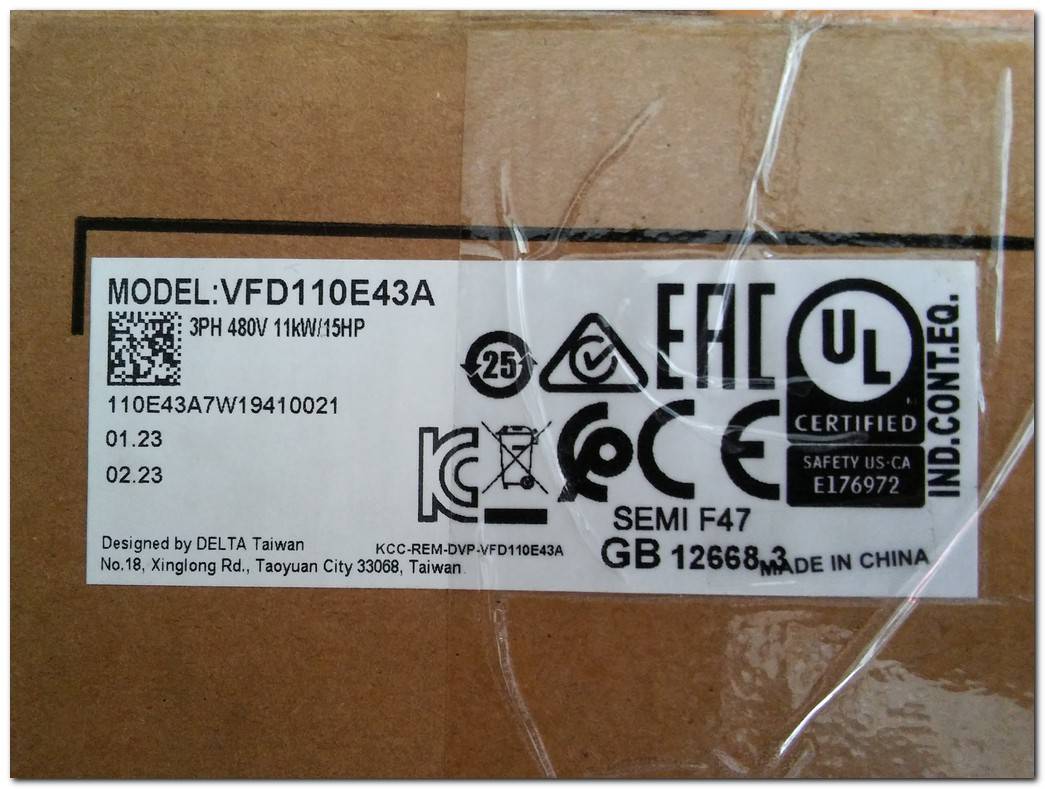 MODEL:VFD110E43A
3PH 480V 11kW/15HP
110E43A7W19410021
01.23
02.23
Designed by DELTA Taiwan
No.18, Xinglong Rd., Taoyuan City 33068, Taiwan
KCC-REM-DVP-VFD110E43A
25
EAC
KC
CE
UL
CERTIFIED
SAFETY US·CA
E176972
IND.CONT.EQ.
SEMI F47
GB 12668.3
MADE IN CHINA